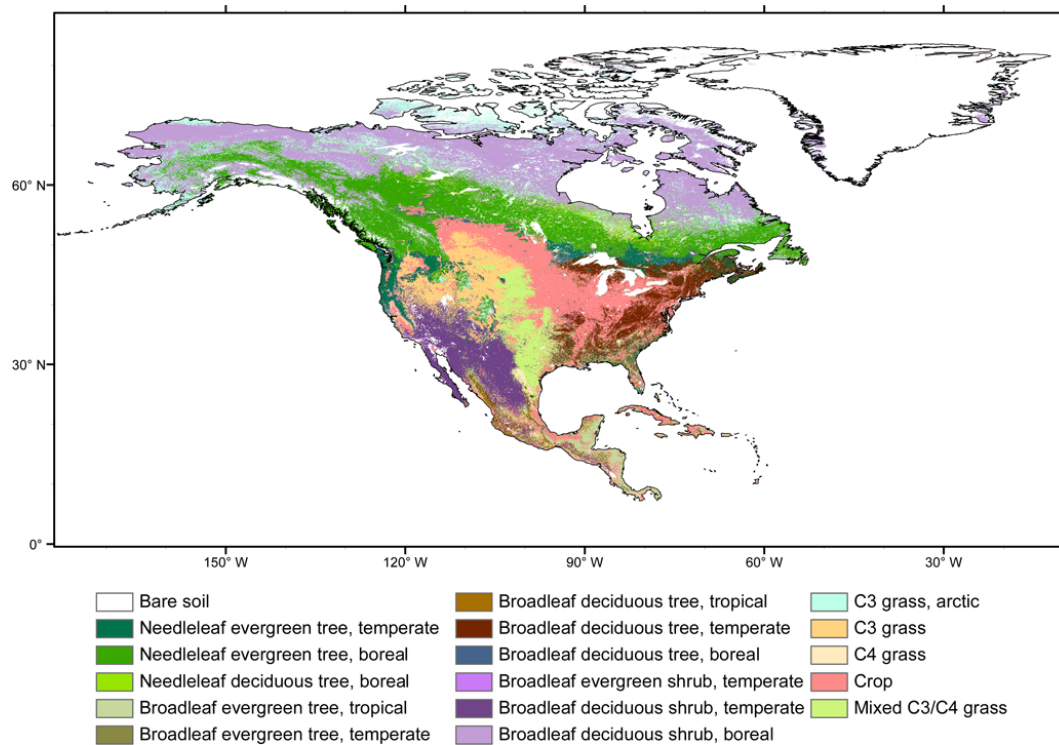 60° N
30° N
0°
150° W
120° W
90° W
60° W
30° W
Bare soil
Needleleaf evergreen tree, temperate
Needleleaf evergreen tree, boreal
Needleleaf deciduous tree, boreal
Broadleaf evergreen tree, tropical
Broadleaf evergreen tree, temperate
Broadleaf deciduous tree, tropical
Broadleaf deciduous tree, temperate
Broadleaf deciduous tree, boreal
Broadleaf evergreen shrub, temperate
Broadleaf deciduous shrub, temperate
Broadleaf deciduous shrub, boreal
C3 grass, arctic
C3 grass
C4 grass
Crop
Mixed C3/C4 grass